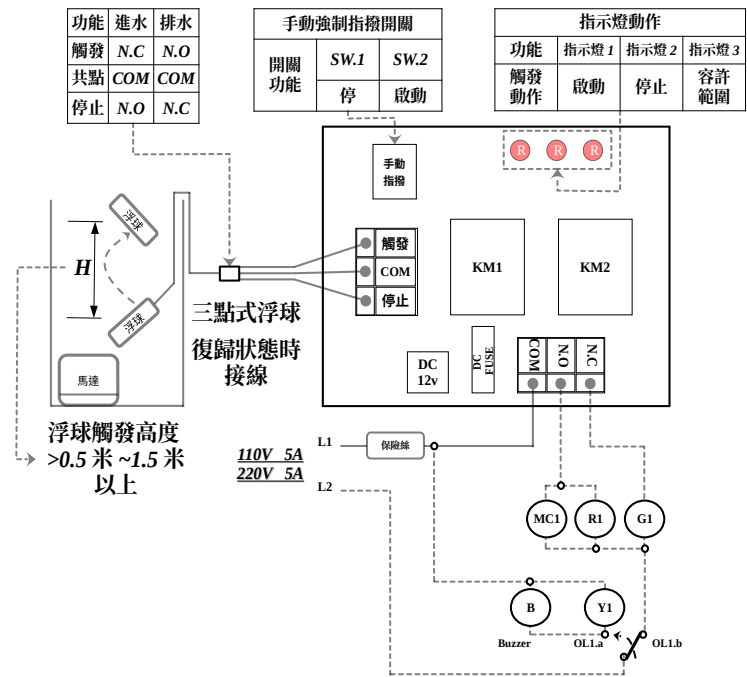 功能 進水 排水
觸發 N.C N.O
共點 COM COM
停止 N.O N.C
手動強制指撥開關
開關功能 SW.1 SW.2
停 啟動
指示燈動作
功能 指示燈 1 指示燈 2 指示燈 3
觸發動作 啟動 停止 容許範圍
手動
指撥
R R R
浮球
H
浮球
馬達
觸發
COM
停止
KM1
KM2
三點式浮球
復歸狀態時
接線
DC
12v
DC
FUSE
COM N.O N.C
浮球觸發高度
>0.5 米 ~1.5 米
以上
L1
保險絲
110V 5A
220V 5A
L2
MC1 R1 G1
B Y1
Buzzer OL1.a OL1.b